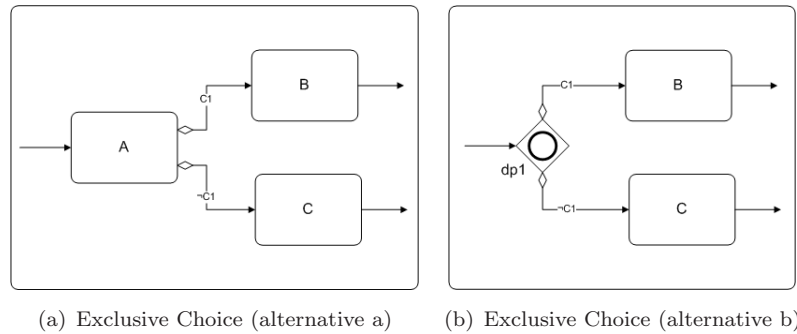 A
C1
B
¬C1
C
C1
B
dp1
¬C1
C
(a) Exclusive Choice (alternative a)
(b) Exclusive Choice (alternative b)